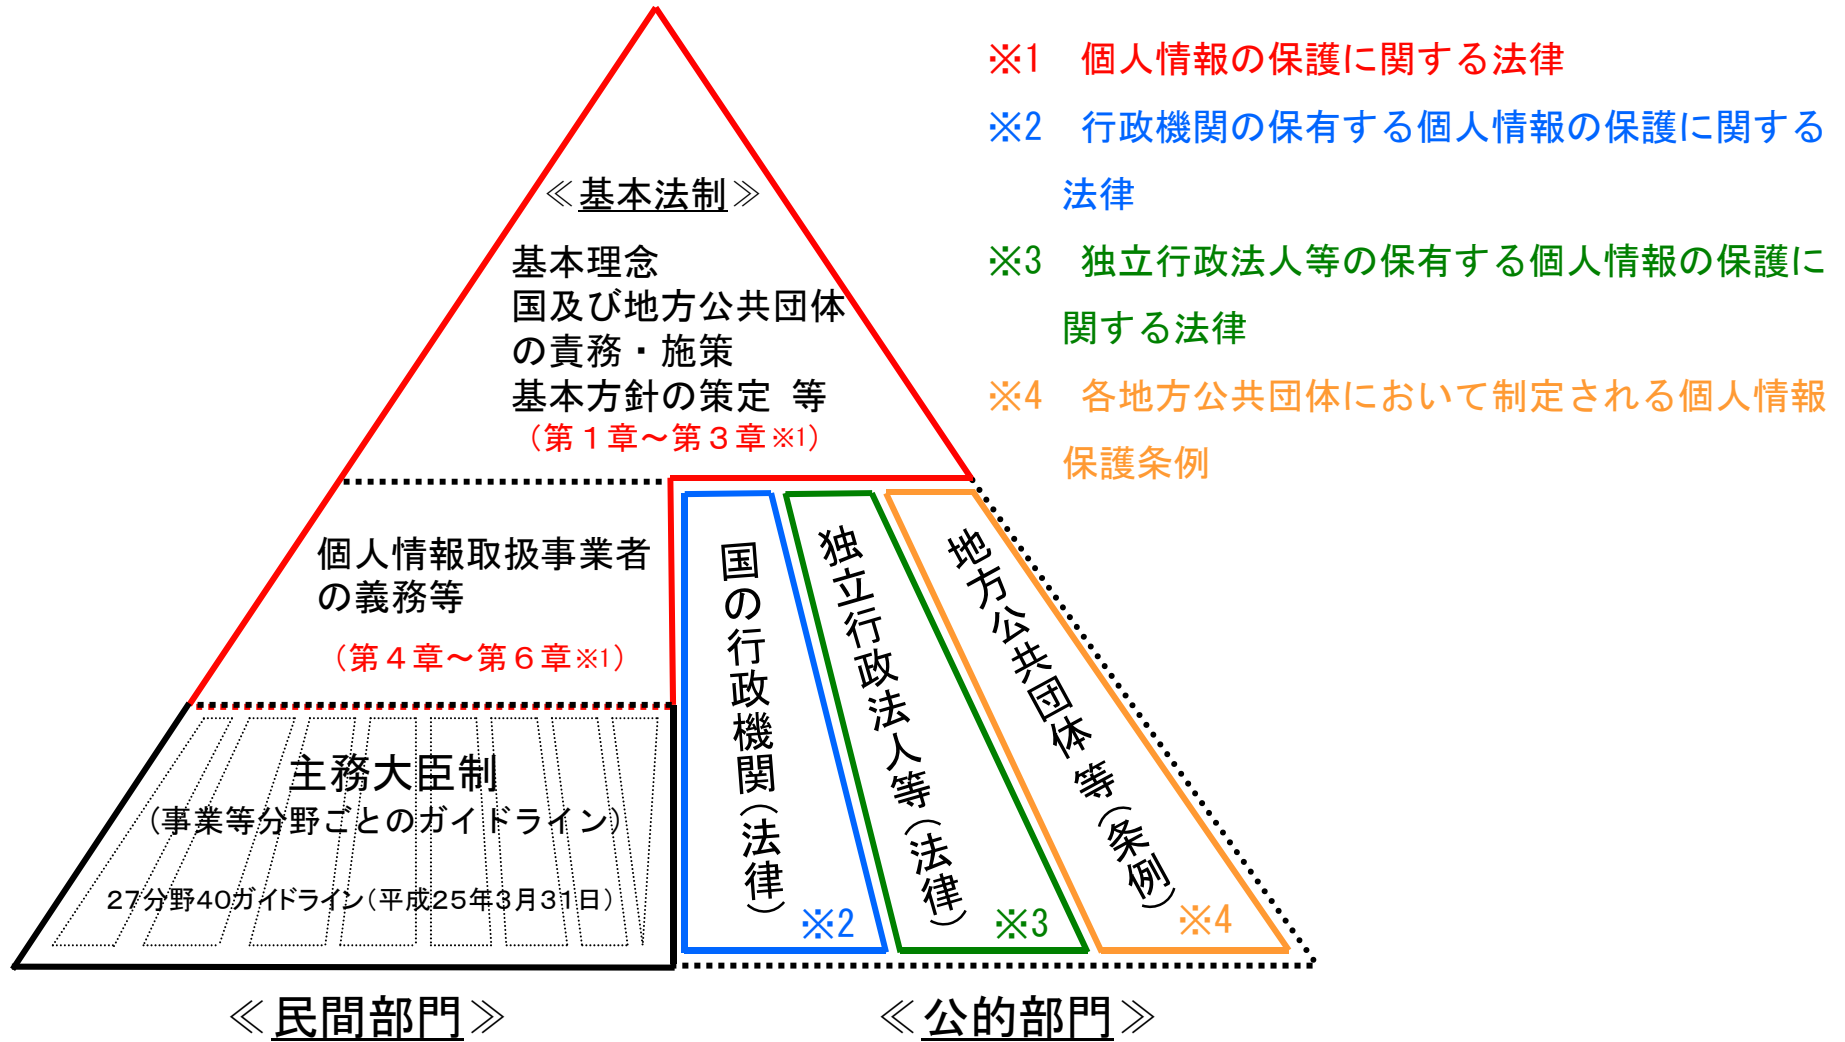 ≪基本法制≫
基本理念
国及び地方公共団体
の責務・施策
基本方針の策定 等
（第１章～第３章※1）
個人情報取扱事業者
の義務等
（第４章～第６章※1）
主務大臣制
（事業等分野ごとのガイドライン）
27分野40ガイドライン（平成25年3月31日）
国の行政機関（法律）
※2
独立行政法人等（法律）
※3
地方公共団体 等（条例）
※4
≪民間部門≫
≪公的部門≫
※1　個人情報の保護に関する法律
※2　行政機関の保有する個人情報の保護に関する
法律
※3　独立行政法人等の保有する個人情報の保護に
関する法律
※4　各地方公共団体において制定される個人情報
保護条例